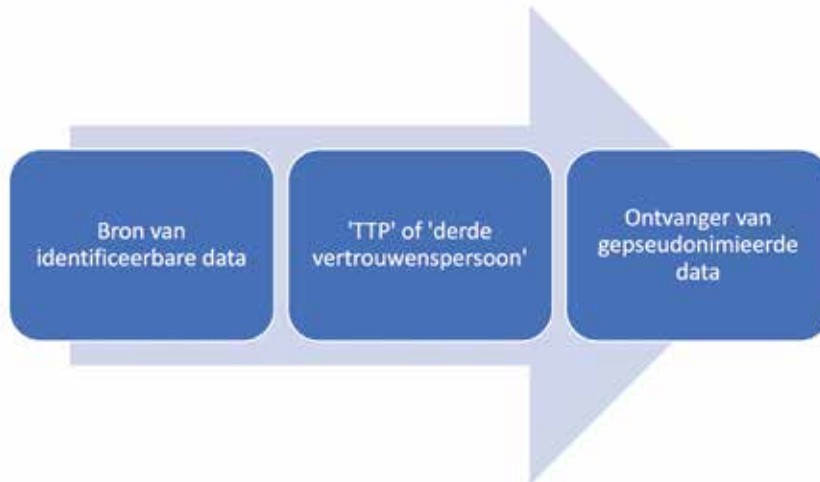 Bron van
identificeerbare data
'TTP' of 'derde
vertrouwenspersoon'
Ontvanger van
gepseudonimieerde
data